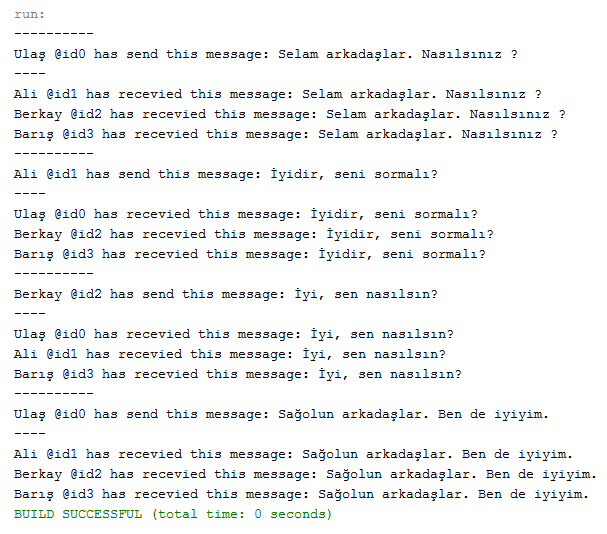 run:
----------
Ulaş @id0 has send this message: Selam arkadaşlar. Nasılsınız ?
----
Ali @id1 has recevied this message: Selam arkadaşlar. Nasılsınız ?
Berkay @id2 has recevied this message: Selam arkadaşlar. Nasılsınız ?
Barış @id3 has recevied this message: Selam arkadaşlar. Nasılsınız ?
----------
Ali @id1 has send this message: İyidir, seni sormalı?
----
Ulaş @id0 has recevied this message: İyidir, seni sormalı?
Berkay @id2 has recevied this message: İyidir, seni sormalı?
Barış @id3 has recevied this message: İyidir, seni sormalı?
----------
Berkay @id2 has send this message: İyi, sen nasılsın?
----
Ulaş @id0 has recevied this message: İyi, sen nasılsın?
Ali @id1 has recevied this message: İyi, sen nasılsın?
Barış @id3 has recevied this message: İyi, sen nasılsın?
----------
Ulaş @id0 has send this message: Sağolun arkadaşlar. Ben de iyiyim.
----
Ali @id1 has recevied this message: Sağolun arkadaşlar. Ben de iyiyim.
Berkay @id2 has recevied this message: Sağolun arkadaşlar. Ben de iyiyim.
Barış @id3 has recevied this message: Sağolun arkadaşlar. Ben de iyiyim.
BUILD SUCCESSFUL (total time: 0 seconds)